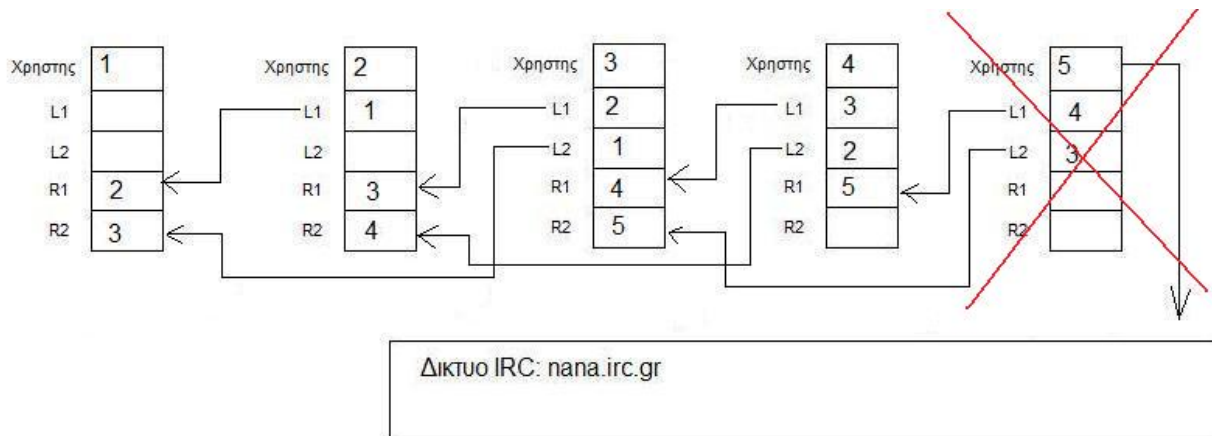 Χρηστης 1 Χρηστης 2 Χρηστης 3 Χρηστης 4 Χρηστης 5
L1 L1 1 L1 2 L1 3 L1 4
L2 L2 L2 1 L2 2 L2 3
R1 2 R1 3 R1 4 R1 5 R1
R2 3 R2 4 R2 5 R2 R2
Δικτυο IRC: nana.irc.gr